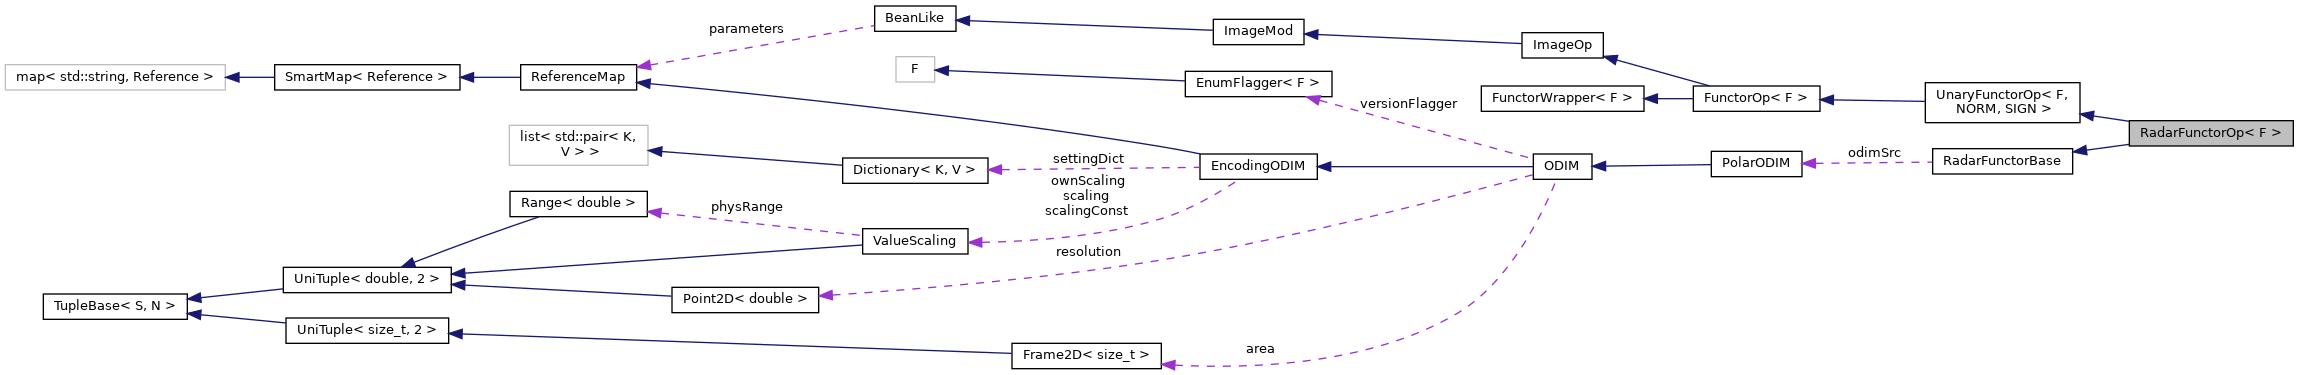 BeanLike
parameters
ImageMod
ImageOp
map< std::string, Reference >
SmartMap< Reference >
ReferenceMap
F
EnumFlagger< F >
versionFlagger
FunctorWrapper< F >
FunctorOp< F >
UnaryFunctorOp< F,
NORM, SIGN >
RadarFunctorOp< F >
list< std::pair< K,
V > >
Dictionary< K, V >
settingDict
EncodingODIM
ODIM
PolarODIM
odimSrc
RadarFunctorBase
ownScaling
scaling
scalingConst
Range< double >
physRange
ValueScaling
resolution
UniTuple< double, 2 >
Point2D< double >
TupleBase< S, N >
UniTuple< size_t, 2 >
Frame2D< size_t >
area